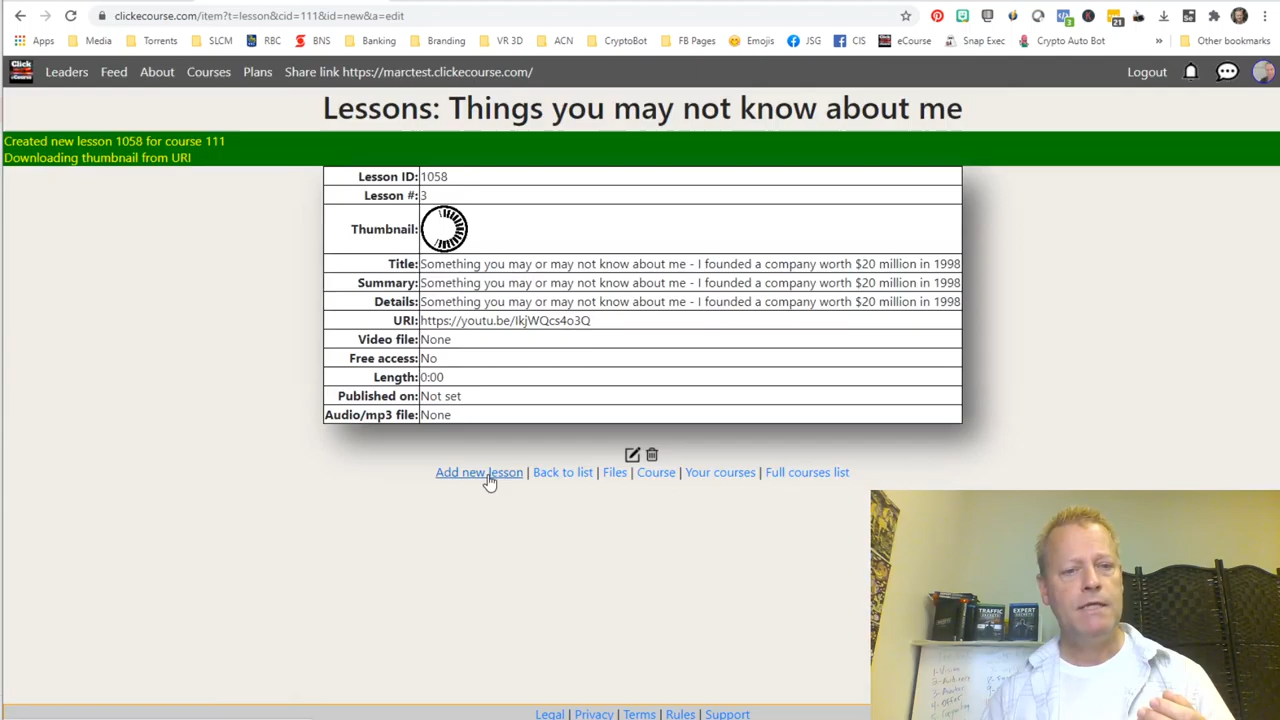 clickecourse.com/item?t=lesson&cid=111&id=new&a=edit
Apps Media Torrents SLCM RBC BNS Banking Branding VR 3D ACN CryptoBot FB Pages Emojis JSG CIS eCourse Snap Exec Crypto Auto Bot » Other bookmarks
Click eCourse Leaders Feed About Courses Plans Share link https://marctest.clickecourse.com/ Logout
Lessons: Things you may not know about me
Created new lesson 1058 for course 111
Downloading thumbnail from URI
Lesson ID: 1058
Lesson #: 3
Thumbnail:
Title: Something you may or may not know about me - I founded a company worth $20 million in 1998
Summary: Something you may or may not know about me - I founded a company worth $20 million in 1998
Details: Something you may or may not know about me - I founded a company worth $20 million in 1998
URI: https://youtu.be/IkjWQcs4o3Q
Video file: None
Free access: No
Length: 0:00
Published on: Not set
Audio/mp3 file: None
Add new lesson | Back to list | Files | Course | Your courses | Full courses list
TRAFFIC SECRETS
EXPERT SECRETS
Legal | Privacy | Terms | Rules | Support